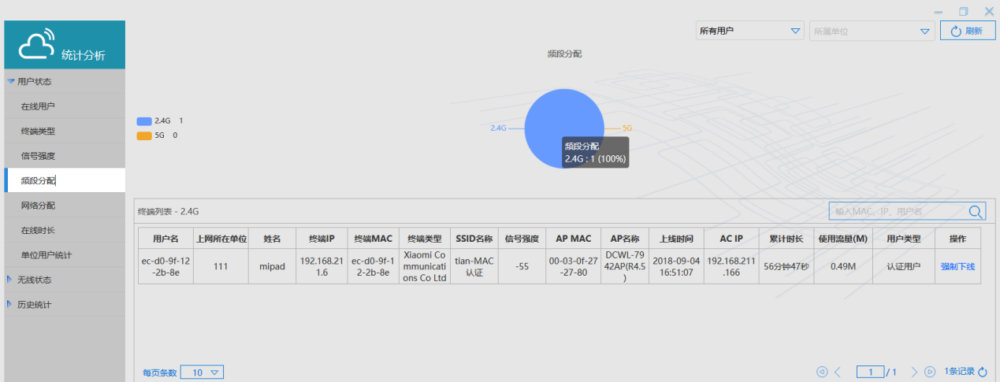 统计分析
用户状态
在线用户
终端类型
信号强度
频段分配
网络分配
在线时长
单位用户统计
无线状态
历史统计
所有用户
所属单位
刷新
频段分配
2.4G 1
5G 0
2.4G
5G
频段分配
2.4G : 1 (100%)
终端列表 - 2.4G
输入MAC、IP、用户名
用户名 上网所在单位 姓名 终端IP 终端MAC 终端类型 SSID名称 信号强度 AP MAC AP名称 上线时间 AC IP 累计时长 使用流量(M) 用户类型 操作
ec-d0-9f-12
-2b-8e
111
mipad
192.168.21
1.6
ec-d0-9f-1
2-2b-8e
Xiaomi Co
mmunicati
ons Co Ltd
tian-MAC
认证
-55
00-03-0f-27
-27-80
DCWL-79
42AP(R4.5
)
2018-09-04
16:51:07
192.168.211
.166
56分钟47秒
0.49M
认证用户
强制下线
每页条数 10
1 / 1
1条记录